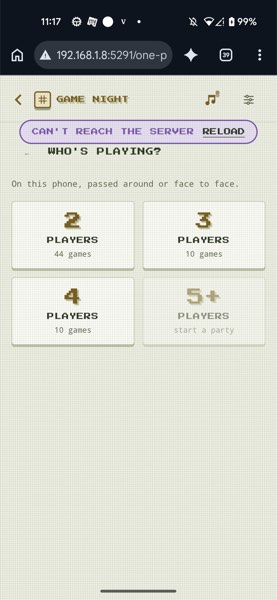 11:17
99%
192.168.1.8:5291/one-p
39
GAME NIGHT
CAN'T REACH THE SERVER RELOAD
WHO'S PLAYING?
On this phone, passed around or face to face.
2
PLAYERS
44 games
3
PLAYERS
10 games
4
PLAYERS
10 games
5+
PLAYERS
start a party